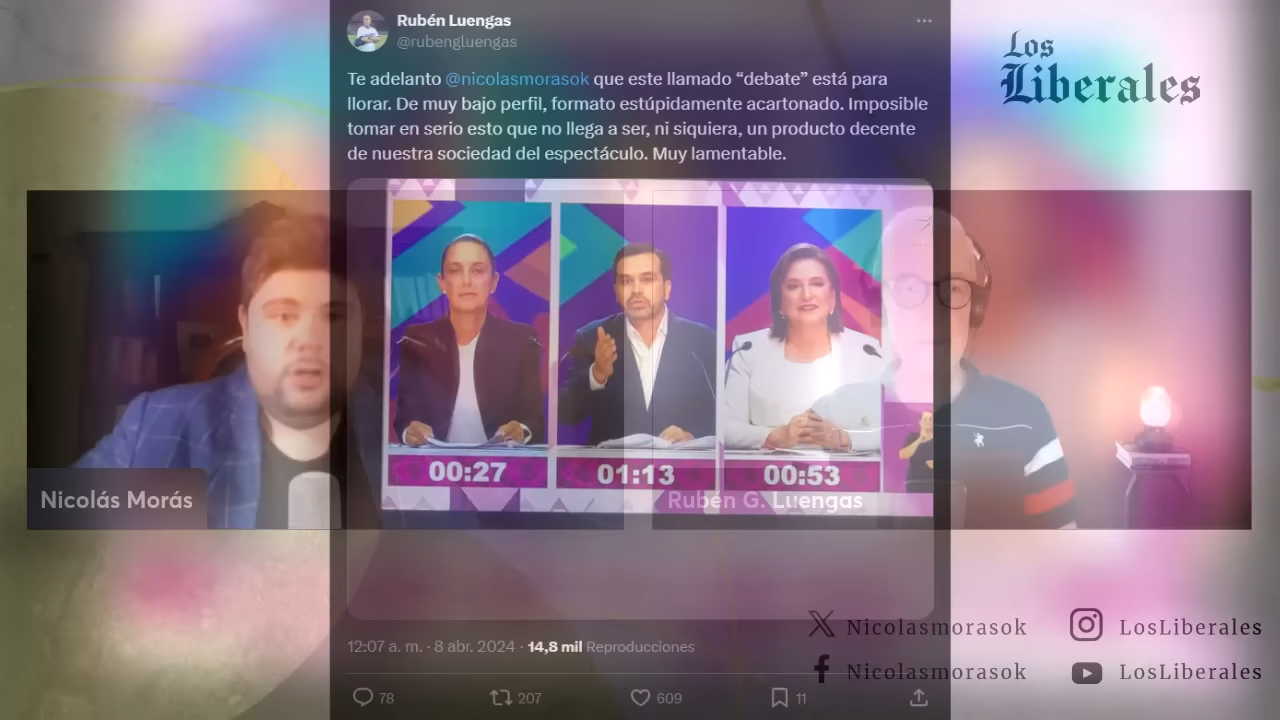 Rubén Luengas
@rubengluengas
Te adelanto @nicolasmorasok que este llamado “debate” está para
llorar. De muy bajo perfil, formato estúpidamente acartonado. Imposible
tomar en serio esto que no llega a ser, ni siquiera, un producto decente
de nuestra sociedad del espectáculo. Muy lamentable.
Los
Liberales
00:27
01:13
00:53
Nicolás Morás
Rubén G. Luengas
Nicolasmorasok
LosLiberales
Nicolasmorasok
LosLiberales
12:07 a. m. · 8 abr. 2024 · 14,8 mil Reproducciones
78
207
609
11